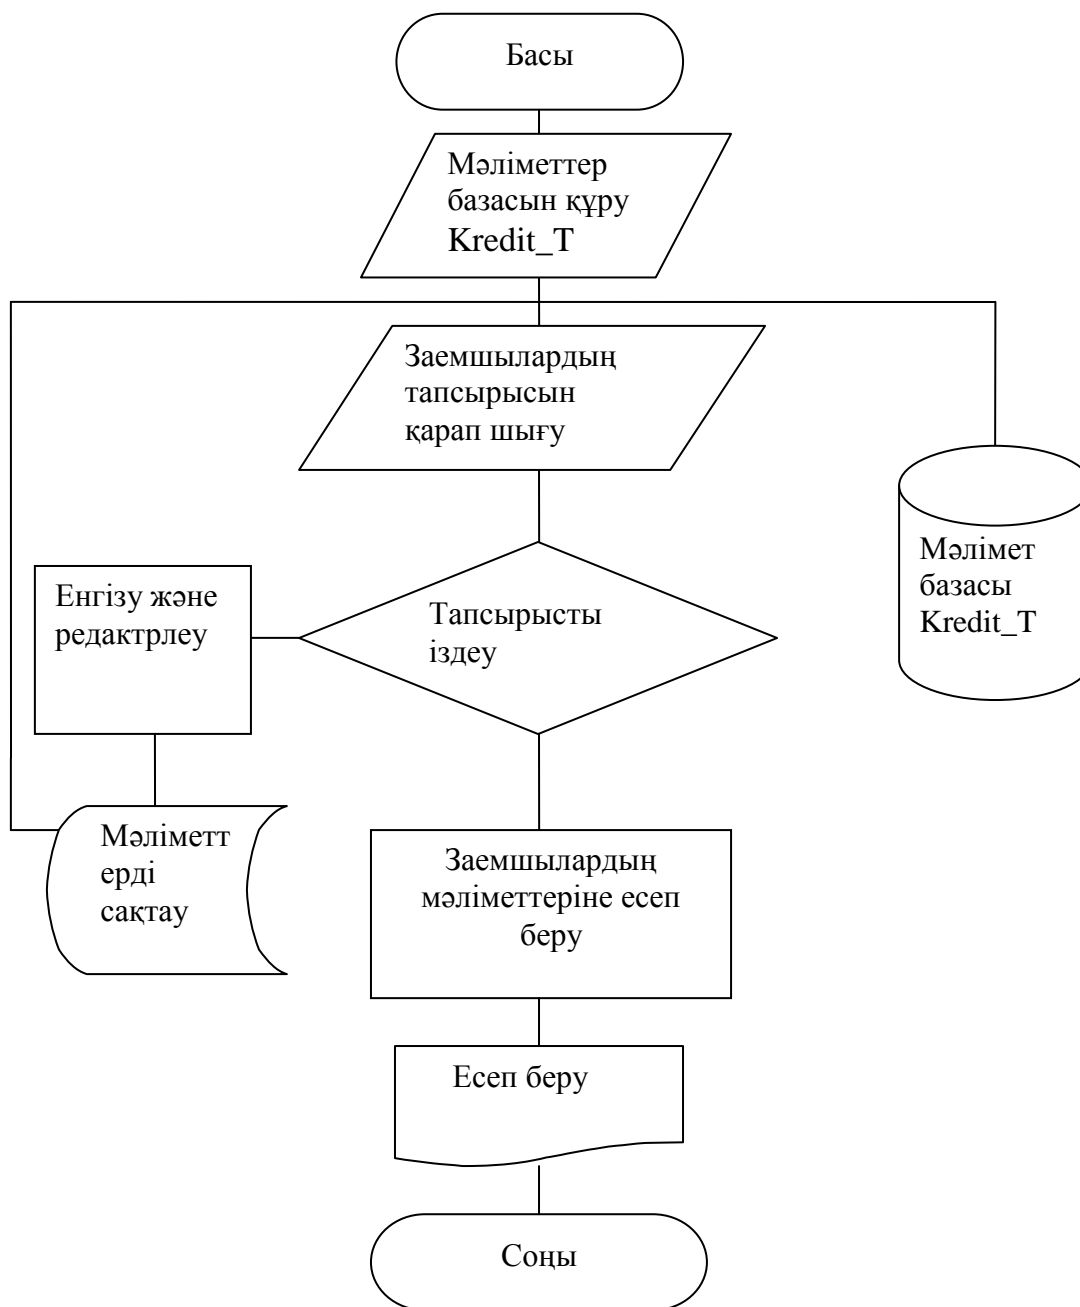 Басы
Мәліметтер
базасын құру
Kredit_T
Заемшылардың
тапсырысын
қарап шығу
Мәлімет
базасы
Kredit_T
Енгізу және
редактрлеу
Тапсырысты
іздеу
Мәліметт
ерді
сақтау
Заемшылардың
мәліметтеріне есеп
беру
Есеп беру
Соңы